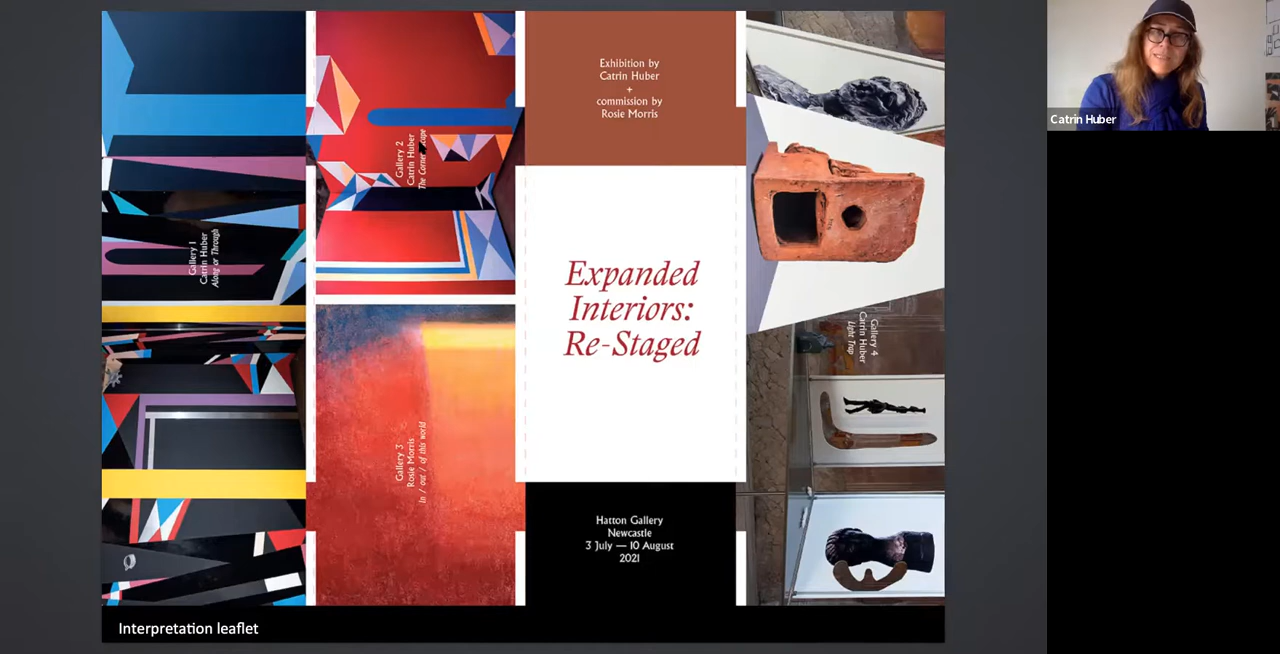 Gallery 1
Catrin Huber
Along or Through
Gallery 2
Catrin Huber
The Corner
Gallery 3
Rosie Morris
in / out / of this world
Exhibition by
Catrin Huber
+
commission by
Rosie Morris
Expanded
Interiors:
Re-Staged
Hatton Gallery
Newcastle
3 July — 10 August
2021
Gallery 4
Catrin Huber
Light Trap
Interpretation leaflet
Catrin Huber